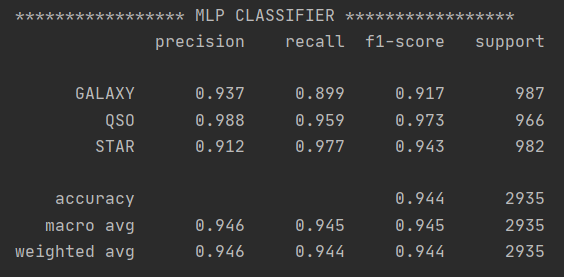 ***************** MLP CLASSIFIER *****************
precision recall f1-score support
GALAXY 0.937 0.899 0.917 987
QSO 0.988 0.959 0.973 966
STAR 0.912 0.977 0.943 982
accuracy 0.944 2935
macro avg 0.946 0.945 0.945 2935
weighted avg 0.946 0.944 0.944 2935